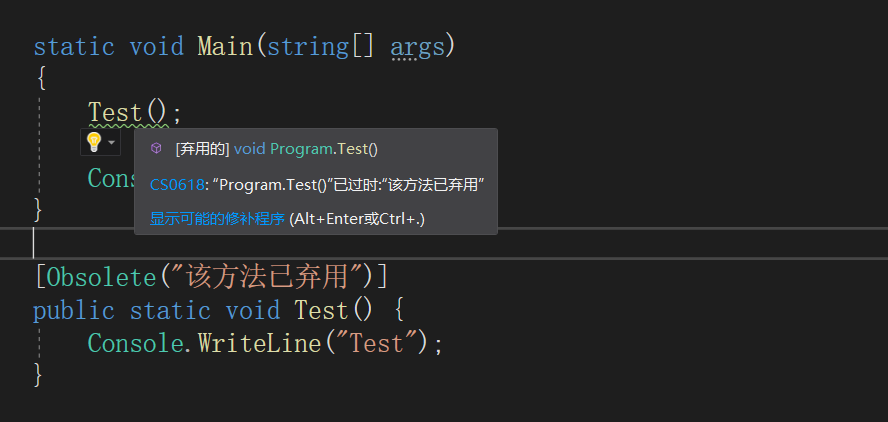 static void Main(string[] args)
{
Test();
[弃用的] void Program.Test()
Cons
CS0618: “Program.Test()”已过时:“该方法已弃用”
显示可能的修补程序 (Alt+Enter或Ctrl+.)
}
[Obsolete("该方法已弃用")]
public static void Test() {
Console.WriteLine("Test");
}